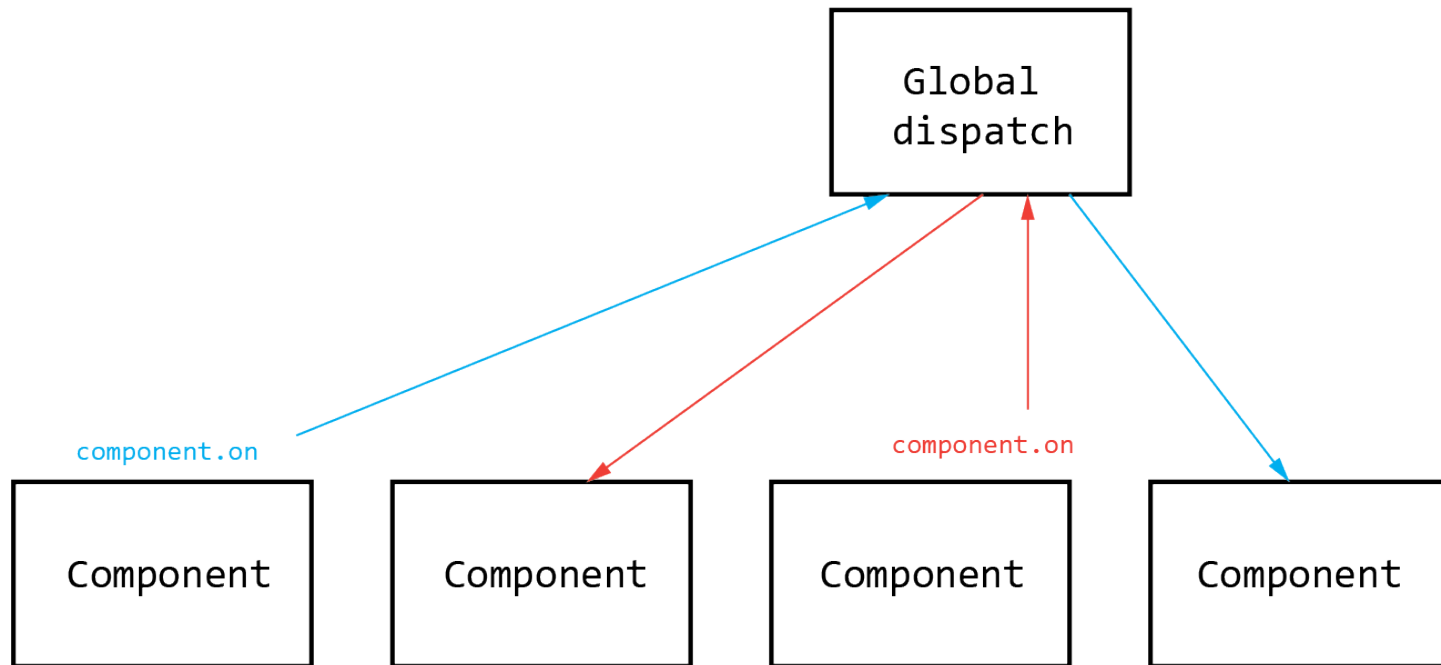 Global
dispatch
component.on
component.on
Component
Component
Component
Component